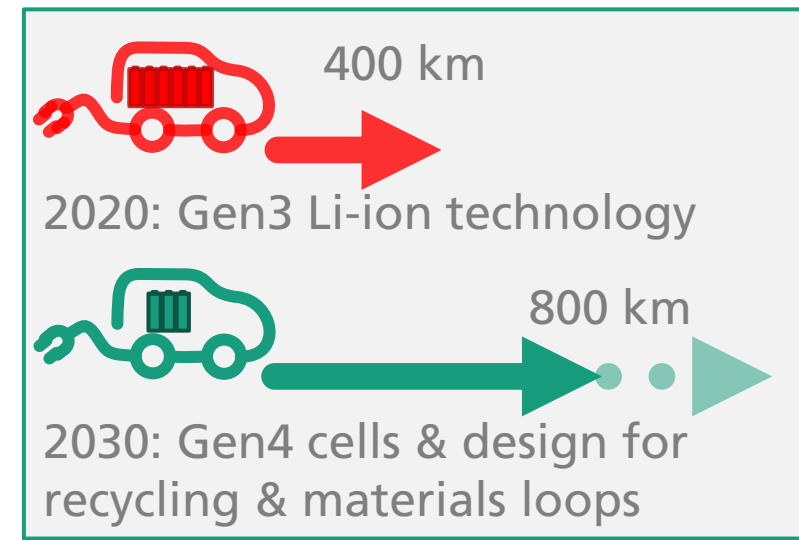 400 km
2020: Gen3 Li-ion technology
800 km
2030: Gen4 cells & design for
recycling & materials loops